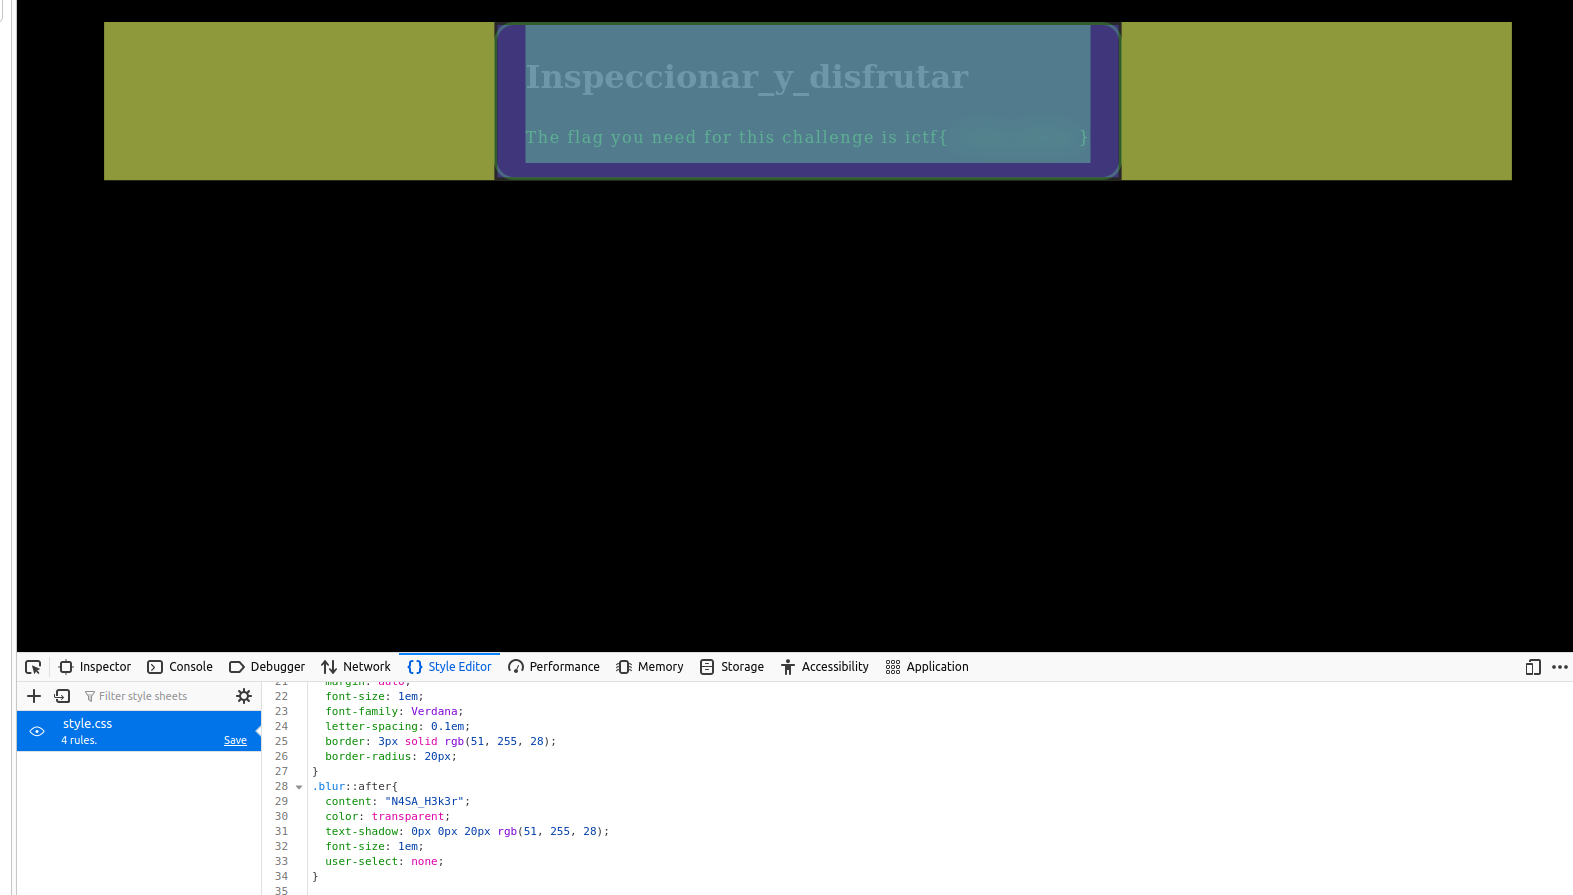 Inspeccionar_y_disfrutar
The flag you need for this challenge is ictf{ }
Inspector Console Debugger Network Style Editor Performance Memory Storage Accessibility Application
Filter style sheets
style.css
4 rules. Save
21 margin: auto;
22 font-size: 1em;
23 font-family: Verdana;
24 letter-spacing: 0.1em;
25 border: 3px solid rgb(51, 255, 28);
26 border-radius: 20px;
27 }
28 .blur::after{
29 content: "N4SA_H3k3r";
30 color: transparent;
31 text-shadow: 0px 0px 20px rgb(51, 255, 28);
32 font-size: 1em;
33 user-select: none;
34 }
35